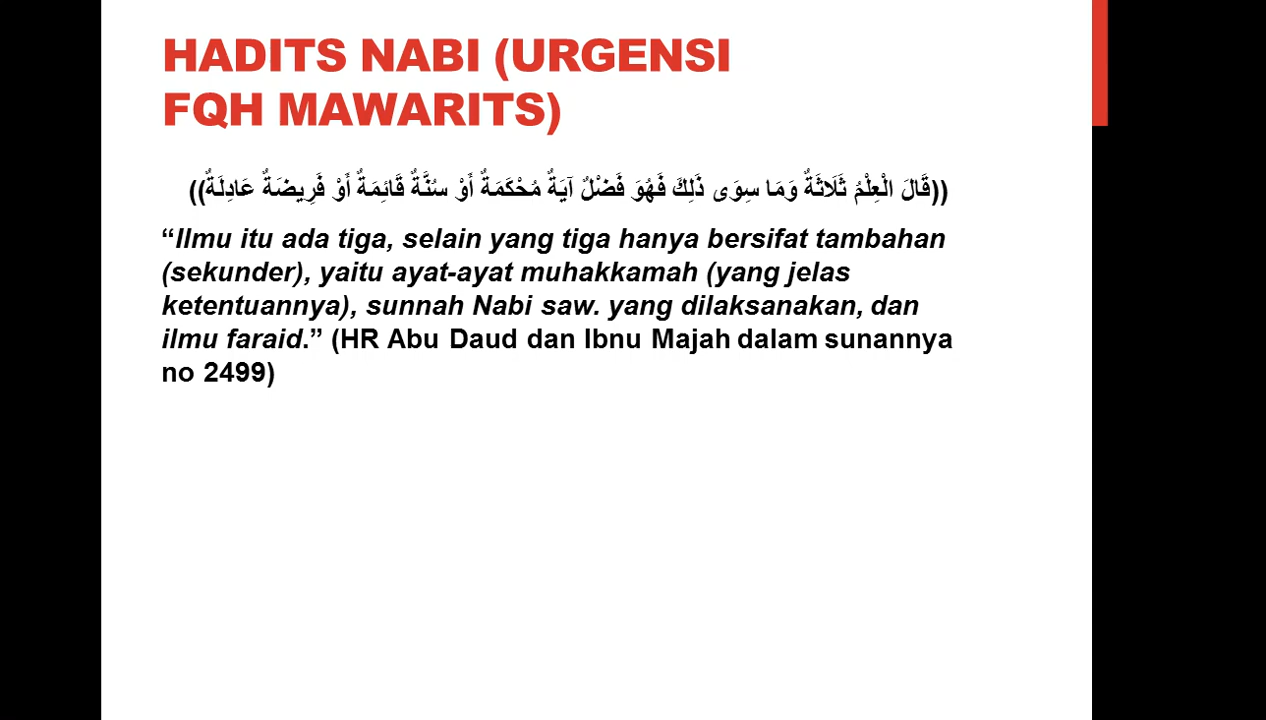 HADITS NABI (URGENSI
FQH MAWARITS)
((قَالَ الْعِلْمُ ثَلَاثَةٌ وَمَا سِوَى ذَلِكَ فَهُوَ فَضْلٌ آيَةٌ مُحْكَمَةٌ أَوْ سُنَّةٌ قَائِمَةٌ أَوْ فَرِيضَةٌ عَادِلَةٌ))
“Ilmu itu ada tiga, selain yang tiga hanya bersifat tambahan
(sekunder), yaitu ayat-ayat muhakkamah (yang jelas
ketentuannya), sunnah Nabi saw. yang dilaksanakan, dan
ilmu faraid.” (HR Abu Daud dan Ibnu Majah dalam sunannya
no 2499)